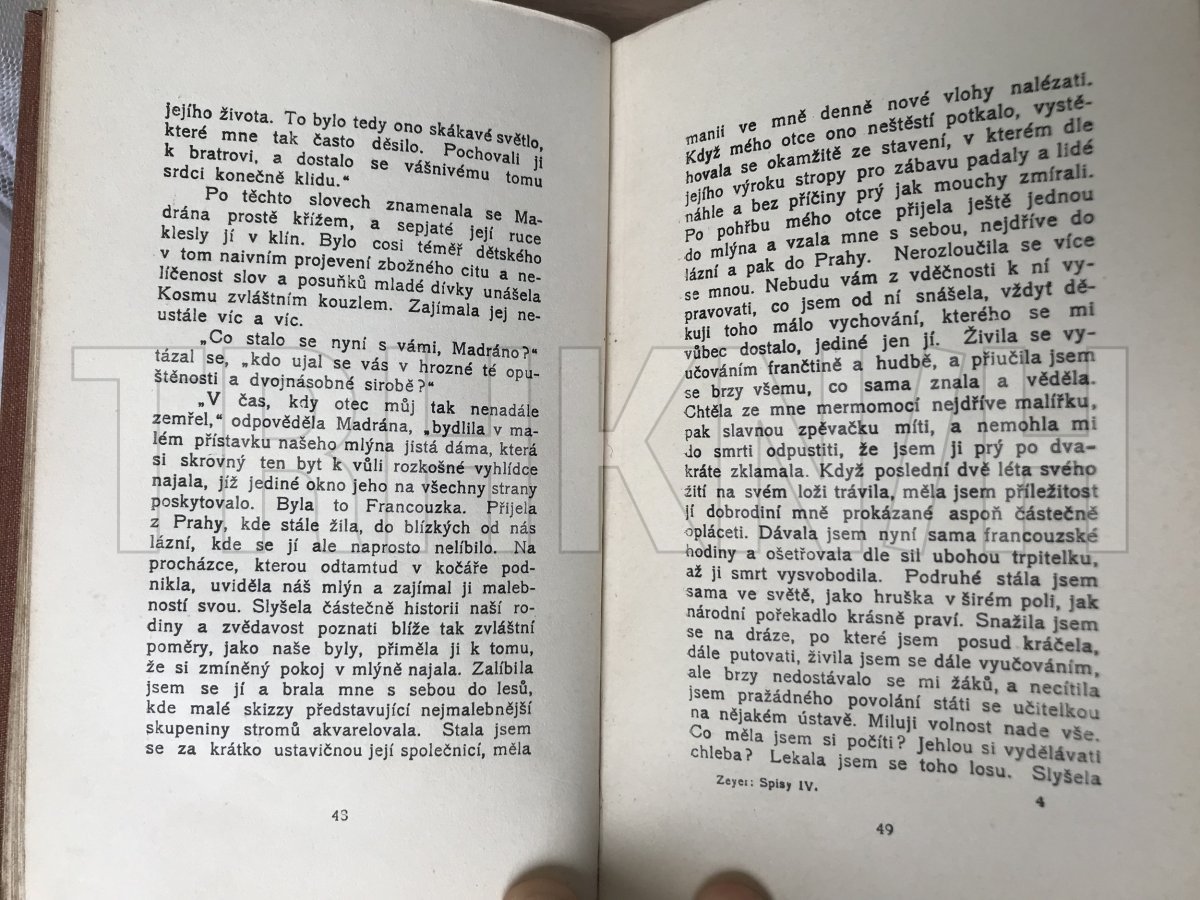 jejího života. To bylo tedy ono skákavé světlo,
které mne tak často děsilo. Pochovali ji
k bratrovi, a dostalo se vášnivému tomu
srdci konečně klidu."
Po těchto slovech znamenala se Ma-
drána prostě křížem, a sepjaté její ruce
klesly jí v klín. Bylo cosi téměř dětského
v tom naivním projevení zbožného citu a ne-
líčenost slov a posuňků mladé dívky unášela
Kosmu zvláštním kouzlem. Zajímala jej ne-
ustále víc a víc.
„Co stalo se nyní s vámi, Madráno?"
tázal se, „kdo ujal se vás v hrozné té opu-
štěnosti a dvojnásobné sirobě?"
„V čas, kdy otec můj tak nenadále
zemřel," odpověděla Madrána, „bydlila v ma-
lém přístavku našeho mlýna jistá dáma, která
si skrovný ten byt k vůli rozkošné vyhlídce
najala, jíž jediné okno jeho na všechny strany
poskytovalo. Byla to Francouzka. Přijela
z Prahy, kde stále žila, do blízkých od nás
lázní, kde se jí ale naprosto nelíbilo. Na
procházce, kterou odtamtud v kočáře pod-
nikla, uviděla náš mlýn a zajímal ji maleb-
ností svou. Slyšela částečně historii naší ro-
diny a zvědavost poznati blíže tak zvláštní
poměry, jako naše byly, přiměla ji k tomu,
že si zmíněný pokoj v mlýně najala. Zalíbila
jsem se jí a brala mne s sebou do lesů,
kde malé skizzy představující nejmalebnější
skupeniny stromů akvarelovala. Stala jsem
se za krátko ustavičnou její společnicí, měla
48
manii ve mně denně nové vlohy nalézati.
Když mého otce ono neštěstí potkalo, vystě-
hovala se okamžitě ze stavení, v kterém dle
jejího výroku stropy pro zábavu padaly a lidé
náhle a bez příčiny prý jak mouchy zmírali.
Po pohřbu mého otce přijela ještě jednou
do mlýna a vzala mne s sebou, nejdříve do
lázní a pak do Prahy. Nerozloučila se více
se mnou. Nebudu vám z vděčnosti k ní vy-
pravovati, co jsem od ní snášela, vždyť dě-
kuji toho málo vychování, kterého se mi
vůbec dostalo, jediné jen jí. Živila se vy-
učováním frančtině a hudbě, a přiučila jsem
se brzy všemu, co sama znala a věděla.
Chtěla ze mne mermomocí nejdříve malířku,
pak slavnou zpěvačku míti, a nemohla mi
do smrti odpustiti, že jsem ji prý po dva-
kráte zklamala. Když poslední dvě léta svého
žití na svém loži trávila, měla jsem příležitost
jí dobrodiní mně prokázané aspoň částečně
opláceti. Dávala jsem nyní sama francouzské
hodiny a ošetřovala dle sil ubohou trpitelku,
až ji smrt vysvobodila. Podruhé stála jsem
sama ve světě, jako hruška v širém poli, jak
národní pořekadlo krásně praví. Snažila jsem
se na dráze, po které jsem posud kráčela,
dále putovati, živila jsem se dále vyučováním,
ale brzy nedostávalo se mi žáků, a necítila
jsem pražádného povolání státi se učitelkou
na nějakém ústavě. Miluji volnost nade vše.
Co měla jsem si počíti? Jehlou si vydělávati
chleba? Lekala jsem se toho losu. Slyšela
Zeyer: Spisy IV.
4
49
TRH KNIH